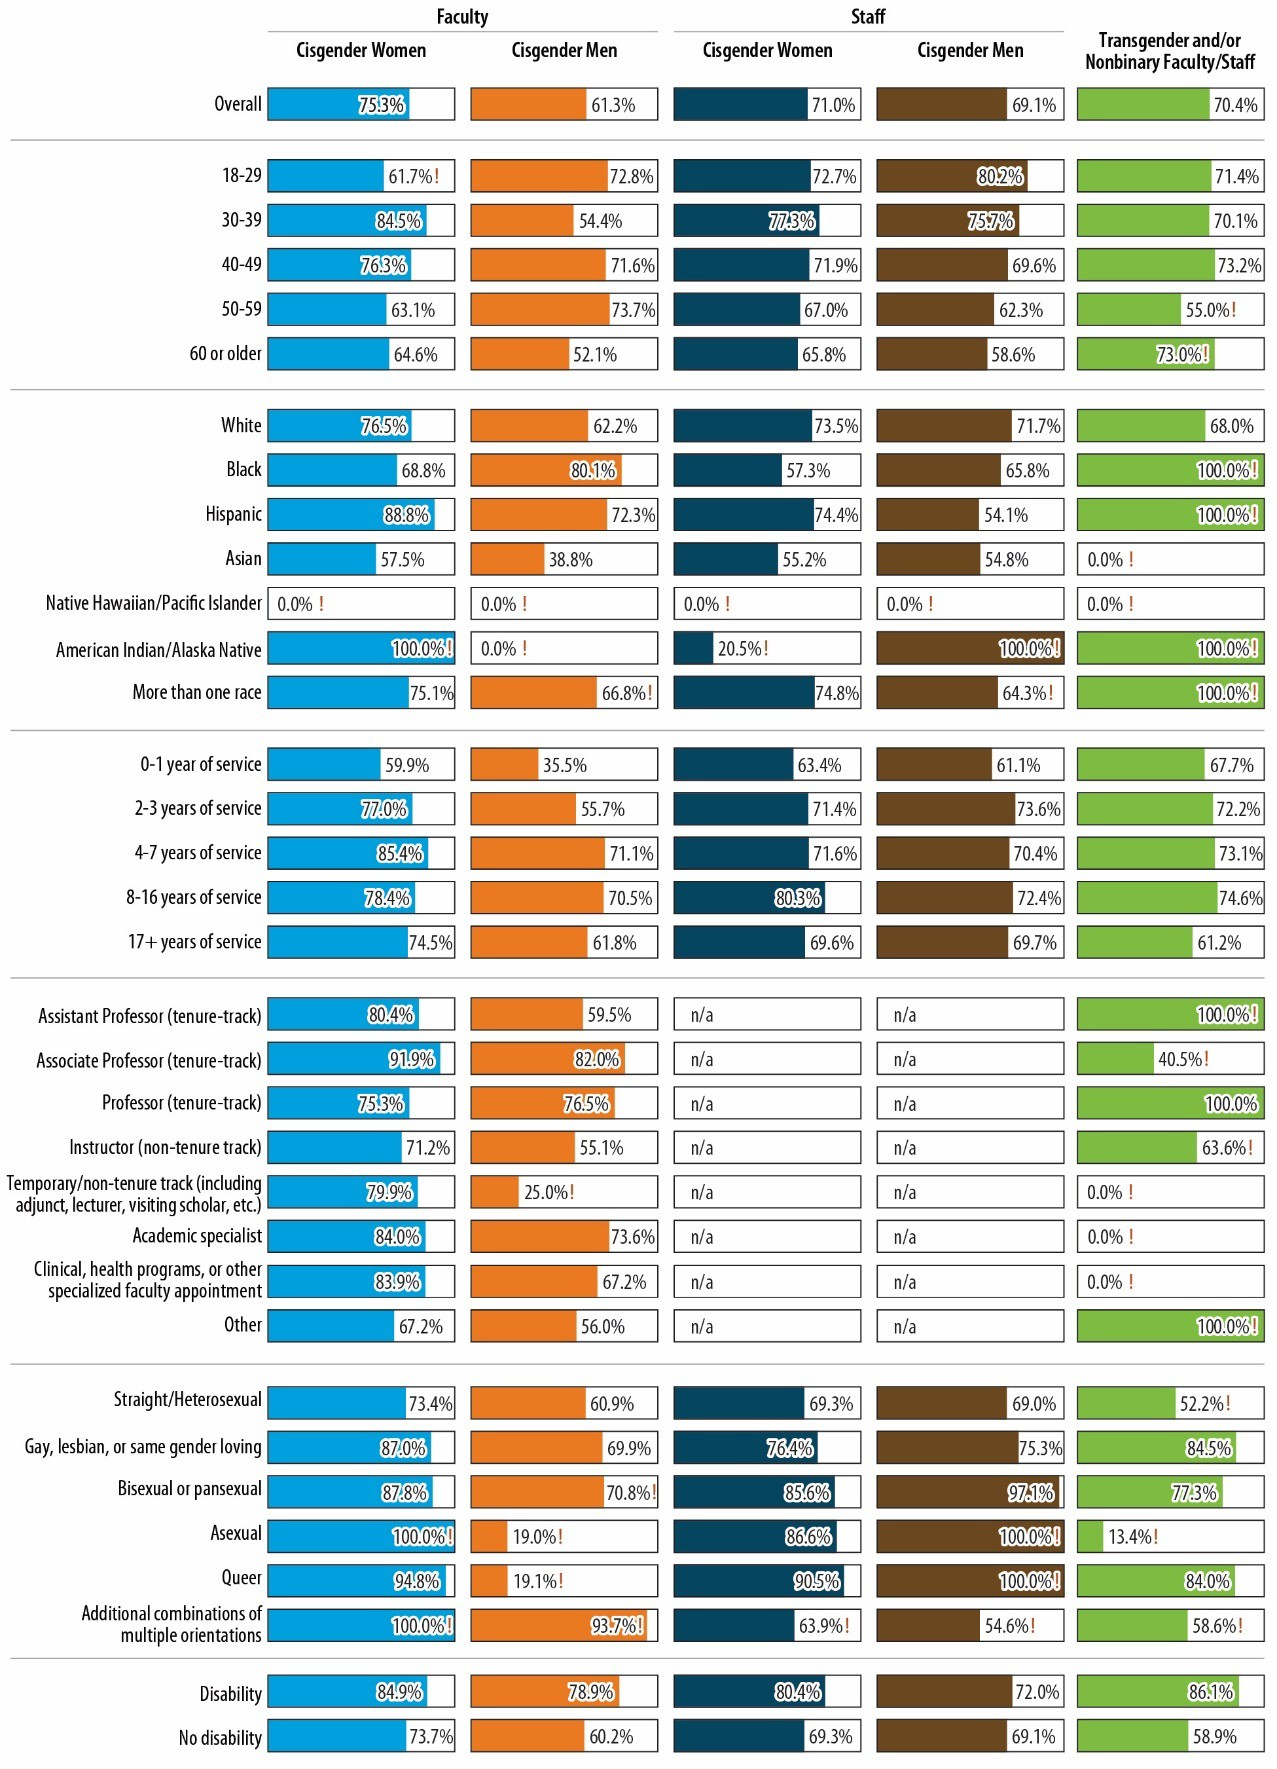 Faculty Staff
Cisgender Women Cisgender Men Cisgender Women Cisgender Men Transgender and/or
Nonbinary Faculty/Staff
Overall 75.3% 61.3% 71.0% 69.1% 70.4%
18-29 61.7%! 72.8% 72.7% 80.2% 71.4%
30-39 84.5% 54.4% 77.3% 75.7% 70.1%
40-49 76.3% 71.6% 71.9% 69.6% 73.2%
50-59 63.1% 73.7% 67.0% 62.3% 55.0%!
60 or older 64.6% 52.1% 65.8% 58.6% 73.0%!
White 76.5% 62.2% 73.5% 71.7% 68.0%
Black 68.8% 80.1% 57.3% 65.8% 100.0%!
Hispanic 88.8% 72.3% 74.4% 54.1% 100.0%!
Asian 57.5% 38.8% 55.2% 54.8% 0.0% !
Native Hawaiian/Pacific Islander 0.0% ! 0.0% ! 0.0% ! 0.0% ! 0.0% !
American Indian/Alaska Native 100.0%! 0.0% ! 20.5%! 100.0%! 100.0%!
More than one race 75.1% 66.8%! 74.8% 64.3%! 100.0%!
0-1 year of service 59.9% 35.5% 63.4% 61.1% 67.7%
2-3 years of service 77.0% 55.7% 71.4% 73.6% 72.2%
4-7 years of service 85.4% 71.1% 71.6% 70.4% 73.1%
8-16 years of service 78.4% 70.5% 80.3% 72.4% 74.6%
17+ years of service 74.5% 61.8% 69.6% 69.7% 61.2%
Assistant Professor (tenure-track) 80.4% 59.5% n/a n/a 100.0%!
Associate Professor (tenure-track) 91.9% 82.0% n/a n/a 40.5%!
Professor (tenure-track) 75.3% 76.5% n/a n/a 100.0%
Instructor (non-tenure track) 71.2% 55.1% n/a n/a 63.6%!
Temporary/non-tenure track (including
adjunct, lecturer, visiting scholar, etc.) 79.9% 25.0%! n/a n/a 0.0% !
Academic specialist 84.0% 73.6% n/a n/a 0.0% !
Clinical, health programs, or other
specialized faculty appointment 83.9% 67.2% n/a n/a 0.0% !
Other 67.2% 56.0% n/a n/a 100.0%!
Straight/Heterosexual 73.4% 60.9% 69.3% 69.0% 52.2%!
Gay, lesbian, or same gender loving 87.0% 69.9% 76.4% 75.3% 84.5%
Bisexual or pansexual 87.8% 70.8%! 85.6% 97.1% 77.3%
Asexual 100.0%! 19.0%! 86.6% 100.0%! 13.4%!
Queer 94.8% 19.1%! 90.5% 100.0%! 84.0%
Additional combinations of
multiple orientations 100.0%! 93.7%! 63.9%! 54.6%! 58.6%!
Disability 84.9% 78.9% 80.4% 72.0% 86.1%
No disability 73.7% 60.2% 69.3% 69.1% 58.9%